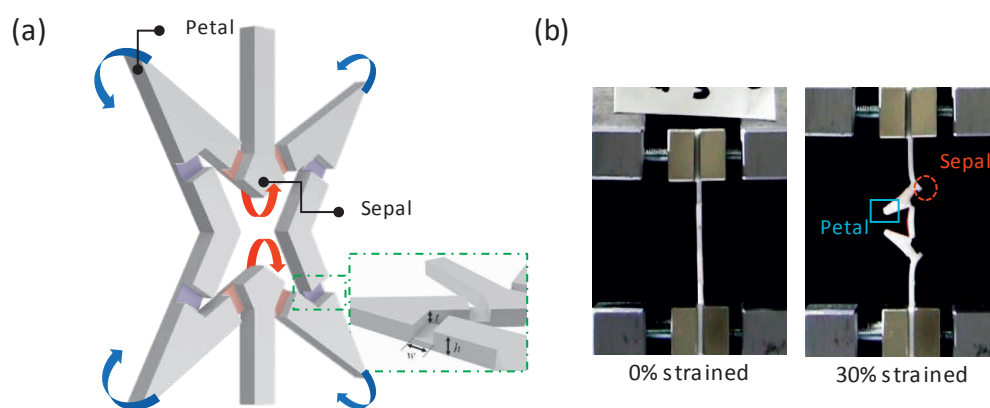 (a)
Petal
Sepal
t
w
h
(b)
Sepal
Petal
0% strained
30% strained